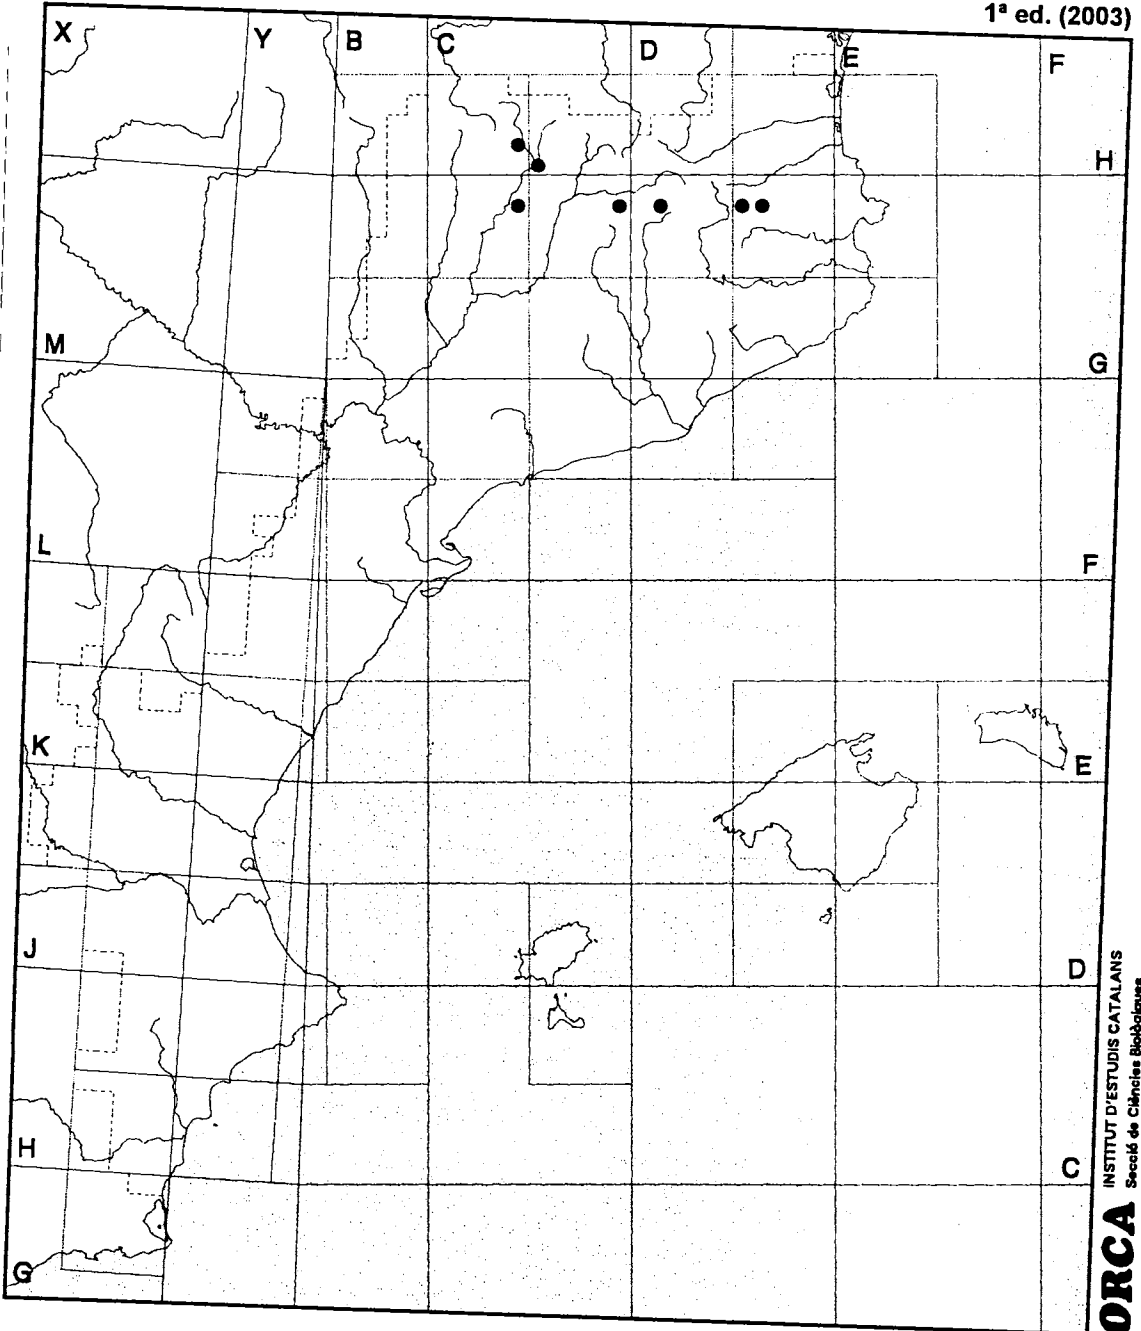 1ª ed. (2003)
X
Y
B
C
D
E
F
H
M
G
L
F
K
E
J
D
H
C
G
ORCA
INSTITUT D'ESTUDIS CATALANS
Secció de Ciències Biològiques